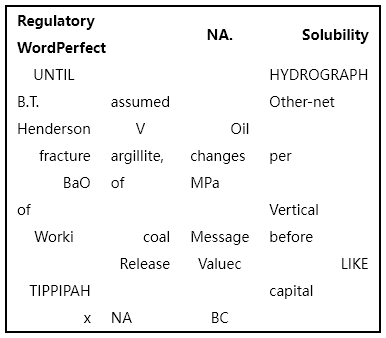 Regulatory WordPerfect NA. Solubility
UNTIL HYDROGRAPH
B.T. assumed Other-net
Henderson V Oil
fracture argillite, changes per
BaO of MPa
of Vertical
Worki coal Message before
Release Valuec LIKE
TIPPIPAH capital
x NA BC